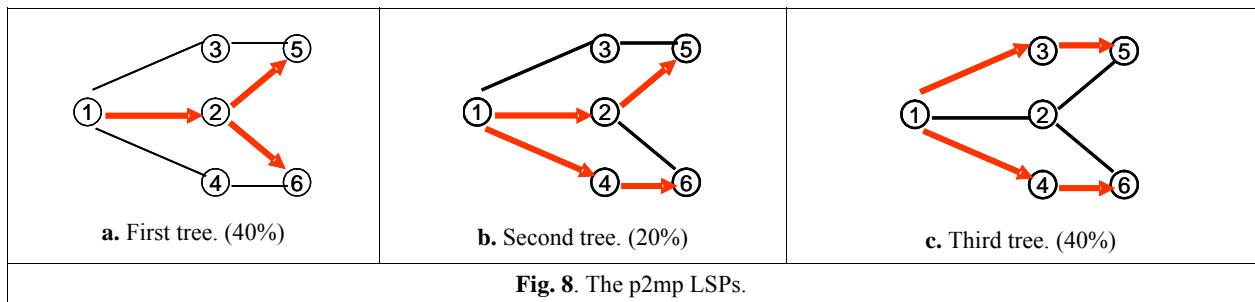 3 5
1 2
4 6
a. First tree. (40%)
3 5
1 2
4 6
b. Second tree. (20%)
3 5
1 2
4 6
c. Third tree. (40%)
Fig. 8. The p2mp LSPs.